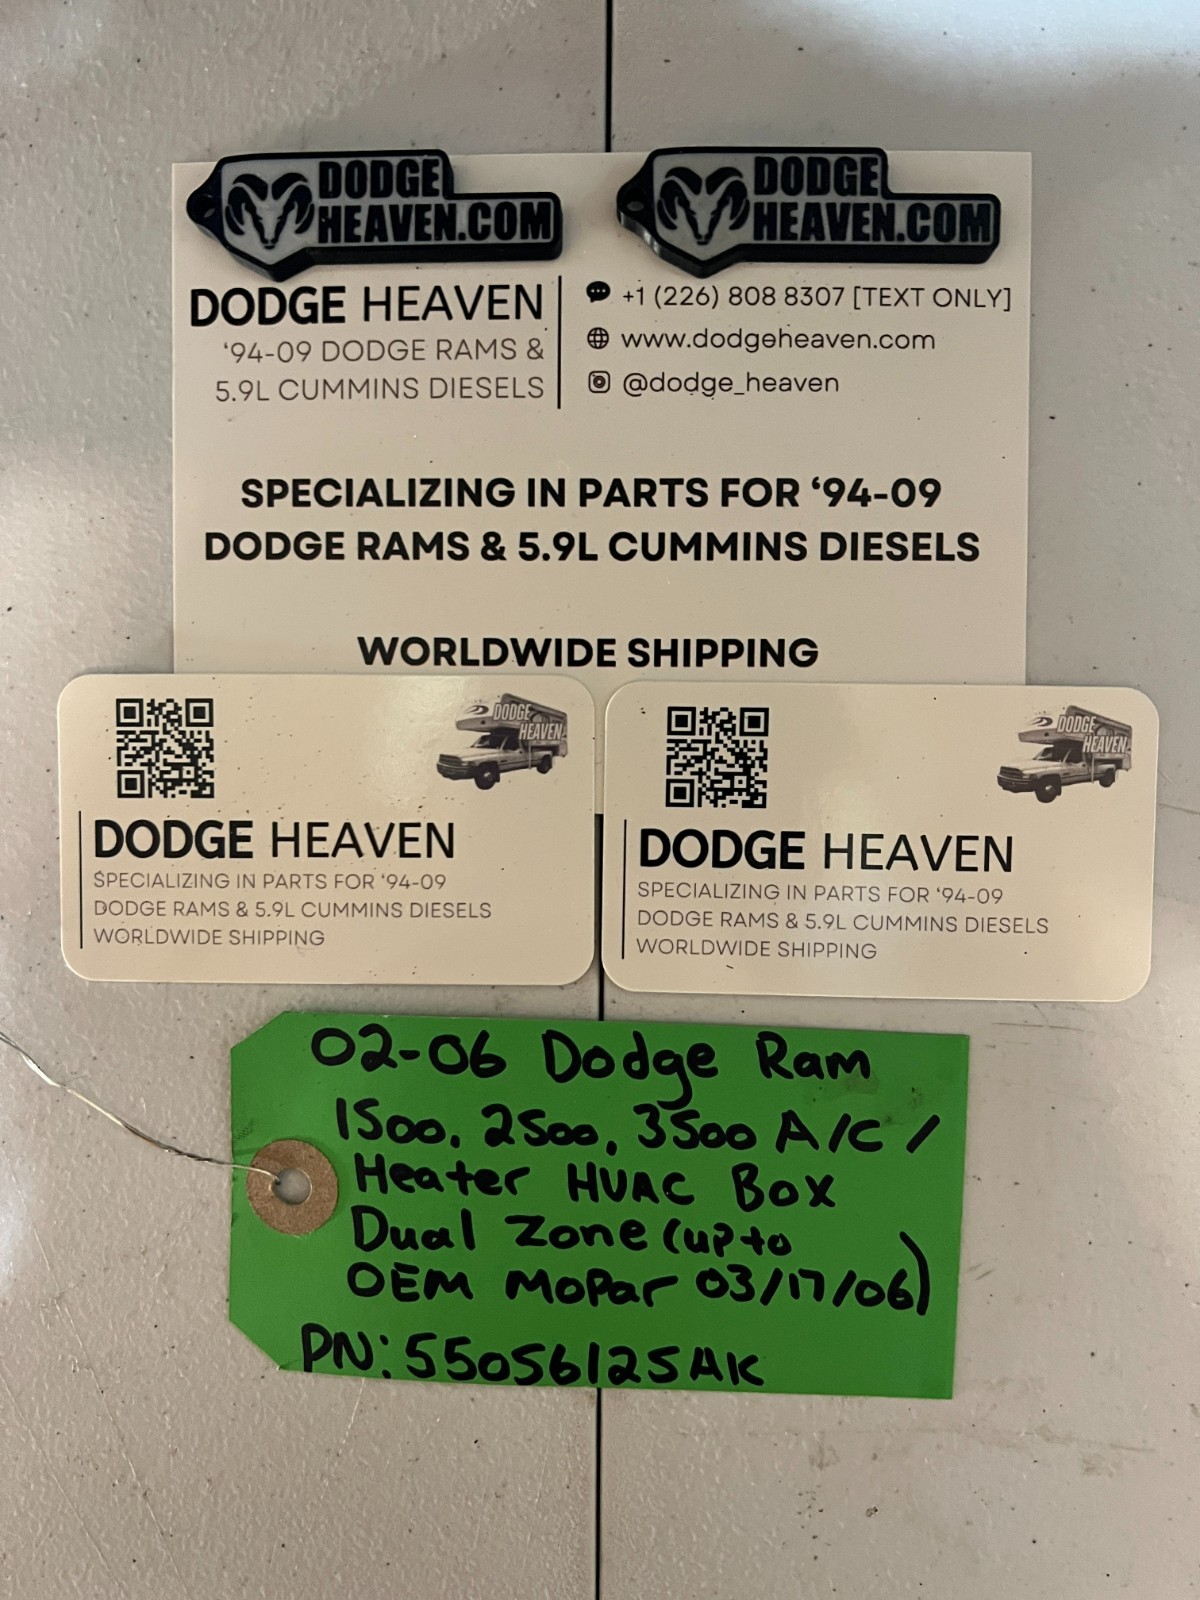 DODGE
HEAVEN.COM
DODGE
HEAVEN.COM
DODGE HEAVEN
‘94-09 DODGE RAMS &
5.9L CUMMINS DIESELS
+1 (226) 808 8307 [TEXT ONLY]
www.dodgeheaven.com
@dodge_heaven
SPECIALIZING IN PARTS FOR ‘94-09
DODGE RAMS & 5.9L CUMMINS DIESELS
WORLDWIDE SHIPPING
DODGE
HEAVEN
DODGE HEAVEN
SPECIALIZING IN PARTS FOR ‘94-09
DODGE RAMS & 5.9L CUMMINS DIESELS
WORLDWIDE SHIPPING
DODGE
HEAVEN
DODGE HEAVEN
SPECIALIZING IN PARTS FOR ‘94-09
DODGE RAMS & 5.9L CUMMINS DIESELS
WORLDWIDE SHIPPING
02-06 Dodge Ram
1500, 2500, 3500 A/C /
Heater HVAC Box
Dual Zone (up to
OEM Mopar 03/17/06)
PN: 55056125AK